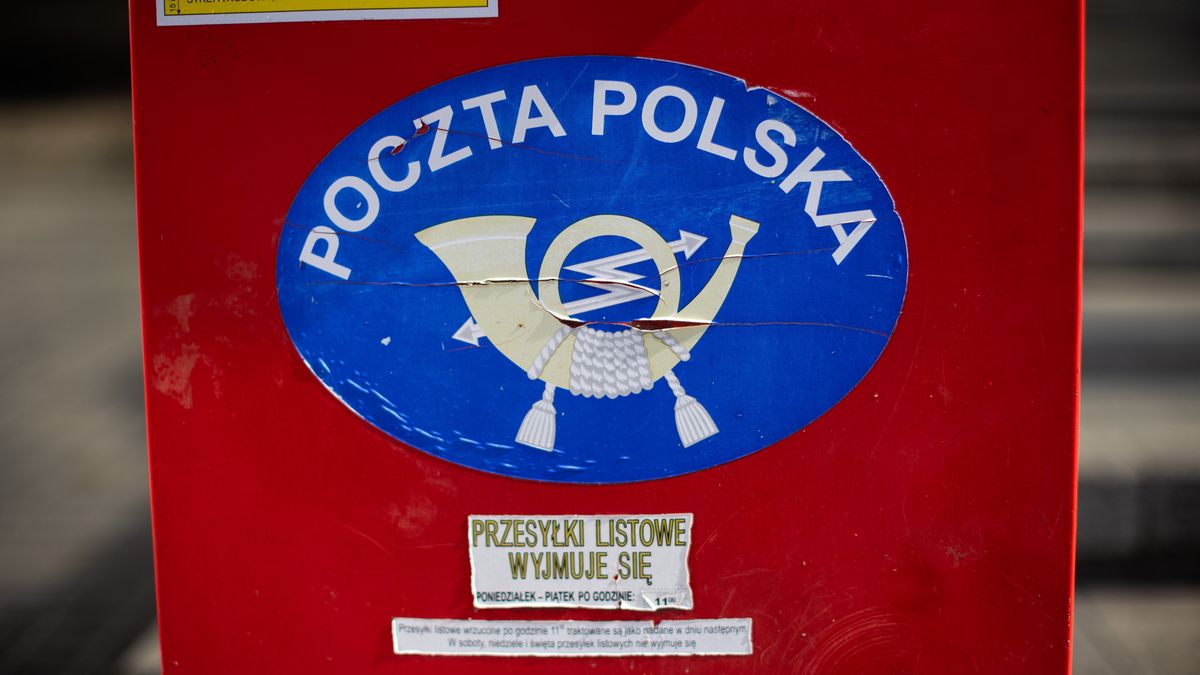 POCZTA POLSKA
PRZESYŁKI LISTOWE
WYJMUJE SIĘ
PONIEDZIAŁEK – PIĄTEK PO GODZINIE: 11⁰⁰
Przesyłki listowe wrzucone po godzinie 11⁰⁰ traktowane są jako nadane w dniu następnym.
W soboty, niedziele i święta przesyłek listowych nie wyjmuje się